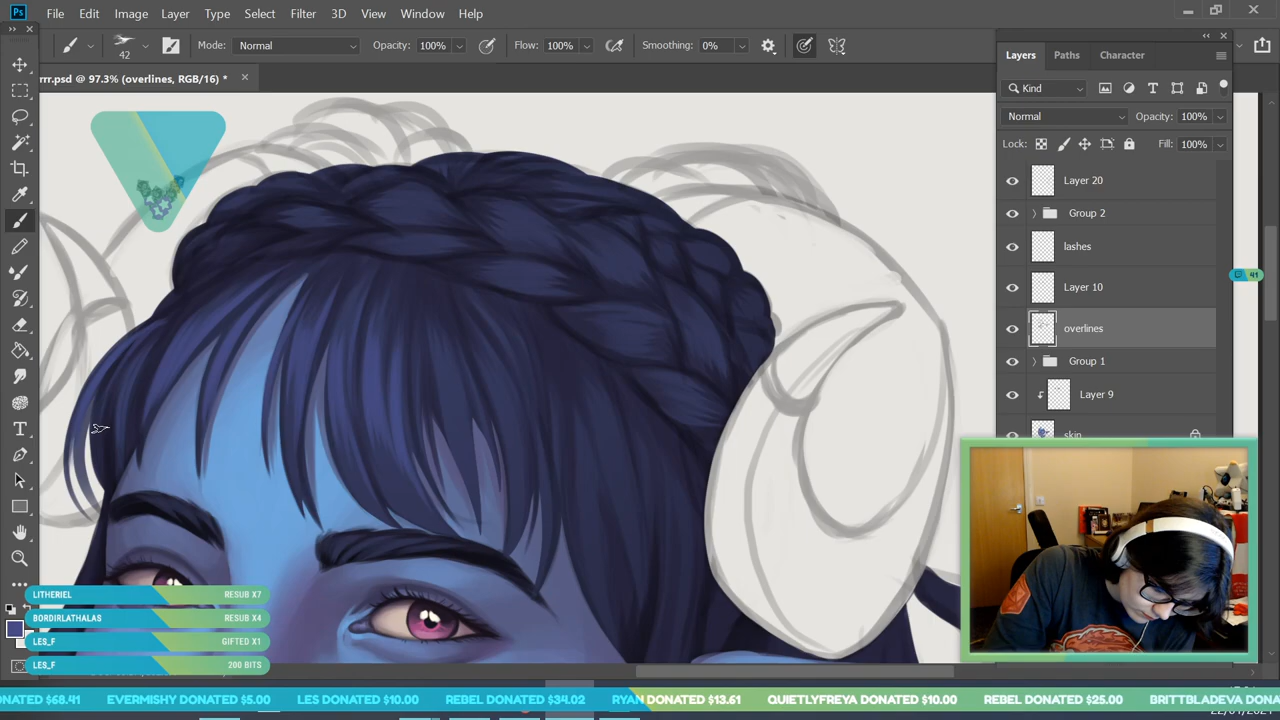 Ps File Edit Image Layer Type Select Filter 3D View Window Help
42 Mode: Normal Opacity: 100% Flow: 100% Smoothing: 0%
rrr.psd @ 97.3% (overlines, RGB/16) *
Layers Paths Character
Kind
Normal Opacity: 100%
Lock: Fill: 100%
Layer 20
Group 2
lashes
Layer 10
overlines
Group 1
Layer 9
skin
41
LITHERIEL RESUB X7
BORDIRLATHALAS RESUB X4
LES_F GIFTED X1
LES_F 200 BITS
ONATED $68.41 EVERMISHY DONATED $5.00 LES DONATED $10.00 REBEL DONATED $34.02 RYAN DONATED $13.61 QUIETLYFREYA DONATED $10.00 REBEL DONATED $25.00 BRITTBLADEVA DONA